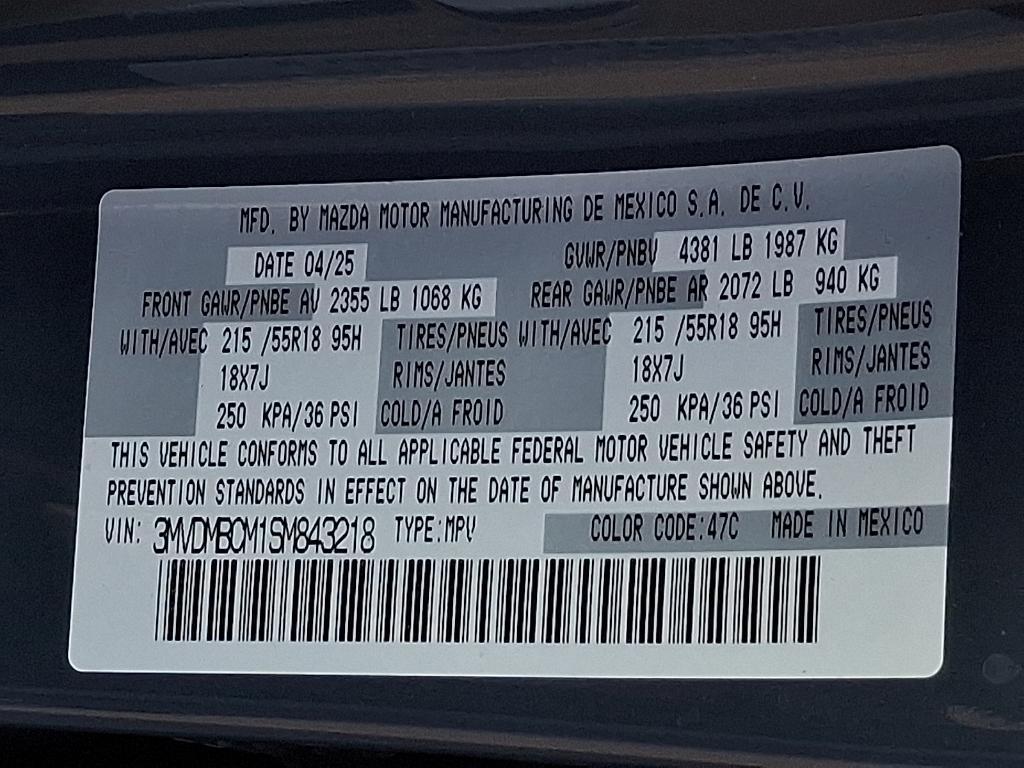 MFD. BY MAZDA MOTOR MANUFACTURING DE MEXICO S.A. DE C.V.
DATE 04/25 GVWR/PNBV 4381 LB 1987 KG
FRONT GAWR/PNBE AV 2355 LB 1068 KG REAR GAWR/PNBE AR 2072 LB 940 KG
WITH/AVEC 215 /55R18 95H TIRES/PNEUS WITH/AVEC 215 /55R18 95H TIRES/PNEUS
18X7J RIMS/JANTES 18X7J RIMS/JANTES
250 KPA/36 PSI COLD/A FROID 250 KPA/36 PSI COLD/A FROID
THIS VEHICLE CONFORMS TO ALL APPLICABLE FEDERAL MOTOR VEHICLE SAFETY AND THEFT
PREVENTION STANDARDS IN EFFECT ON THE DATE OF MANUFACTURE SHOWN ABOVE.
VIN: 3MVDMBCM1SM843218 TYPE:MPV COLOR CODE:47C MADE IN MEXICO